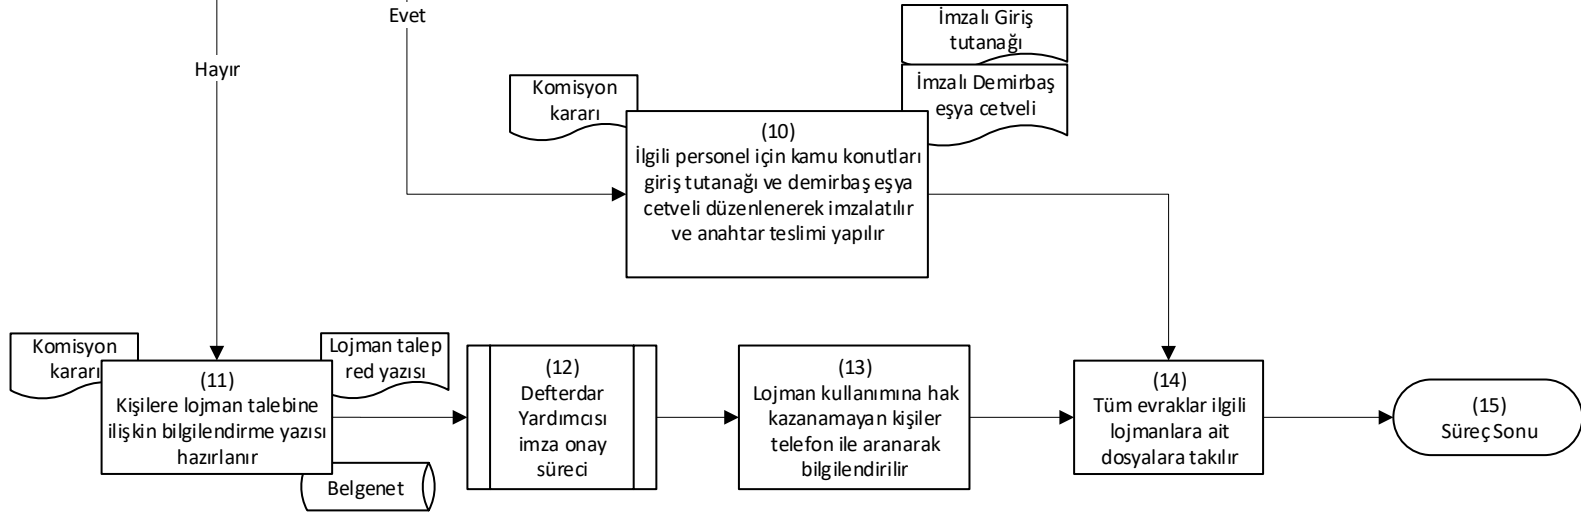 Evet
İmzalı Giriş
tutanağı
Hayır
Komisyon
kararı
İmzalı Demirbaş
eşya cetveli
(10)
İlgili personel için kamu konutları
giriş tutanağı ve demirbaş eşya
cetveli düzenlenerek imzalatılır
ve anahtar teslimi yapılır
Komisyon
kararı
Lojman talep
red yazısı
(11)
Kişilere lojman talebine
ilişkin bilgilendirme yazısı
hazırlanır
Belgenet
(12)
Defterdar
Yardımcısı
imza onay
süreci
(13)
Lojman kullanımına hak
kazanamayan kişiler
telefon ile aranarak
bilgilendirilir
(14)
Tüm evraklar ilgili
lojmanlara ait
dosyalara takılır
(15)
Süreç Sonu